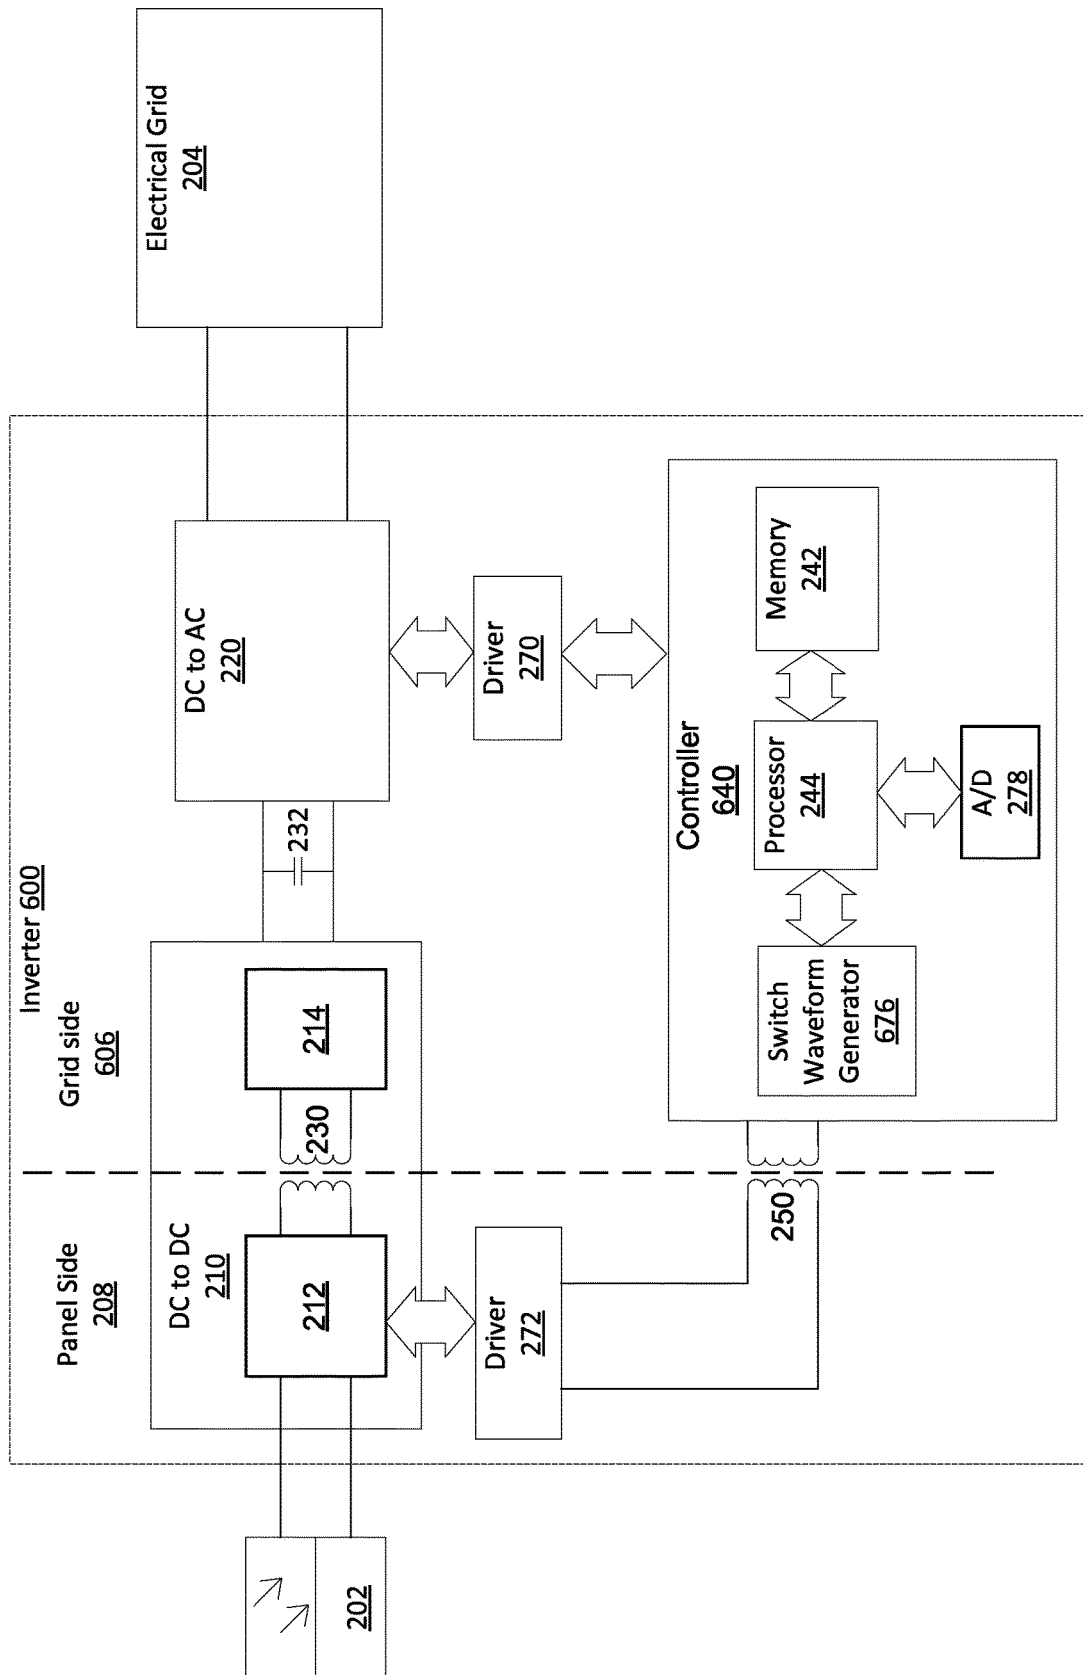 Inverter 600
Panel Side
208
Grid side
606
202
DC to DC
210
212
230
214
232
DC to AC
220
Electrical Grid
204
Driver
272
Driver
270
250
Controller
640
Switch
Waveform
Generator
676
Processor
244
Memory
242
A/D
278